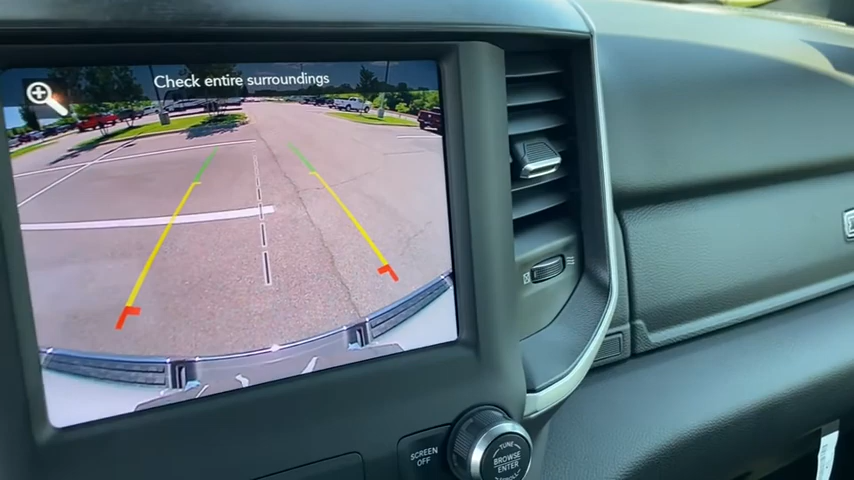 Check entire surroundings
SCREEN
OFF
TUNE
BROWSE
ENTER